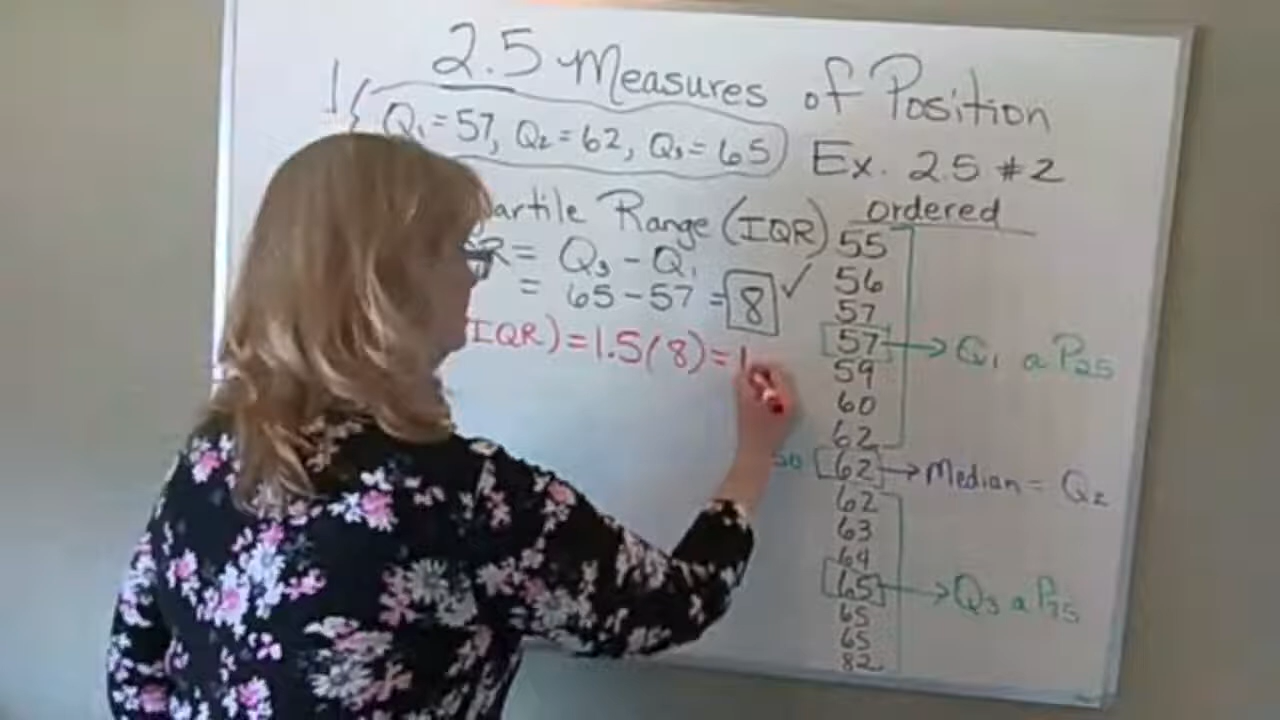 2.5 Measures of Position
Q₁ = 57, Q₂ = 62, Q₃ = 65
Ex. 2.5 #2
Range (IQR)
= Q₃ - Q₁
= 65 - 57 = 8 ✓
IQR) = 1.5(8) = 1
ordered
55
56
57
57 → Q₁ a P₂₅
59
60
62
50 62 → Median = Q₂
62
63
64
65 → Q₃ a P₇₅
65
65
82